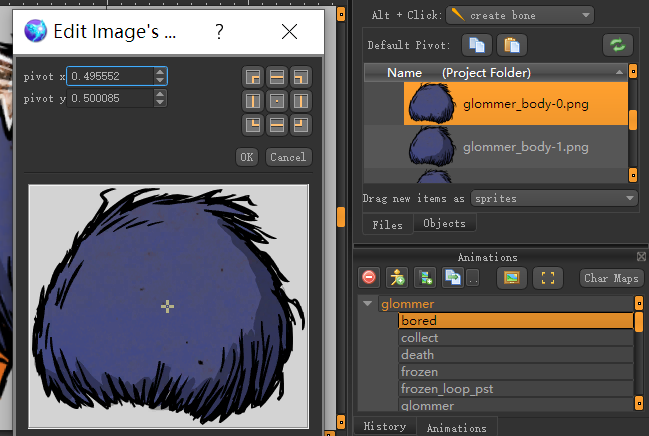 Edit Image's ... ?
pivot x 0.495552
pivot y 0.500085
OK Cancel
Alt + Click: create bone
Default Pivot:
Name (Project Folder)
glommer_body-0.png
glommer_body-1.png
Drag new items as sprites
Files Objects
Animations
.. Char Maps
glommer
bored
collect
death
frozen
frozen_loop_pst
glommer
History Animations